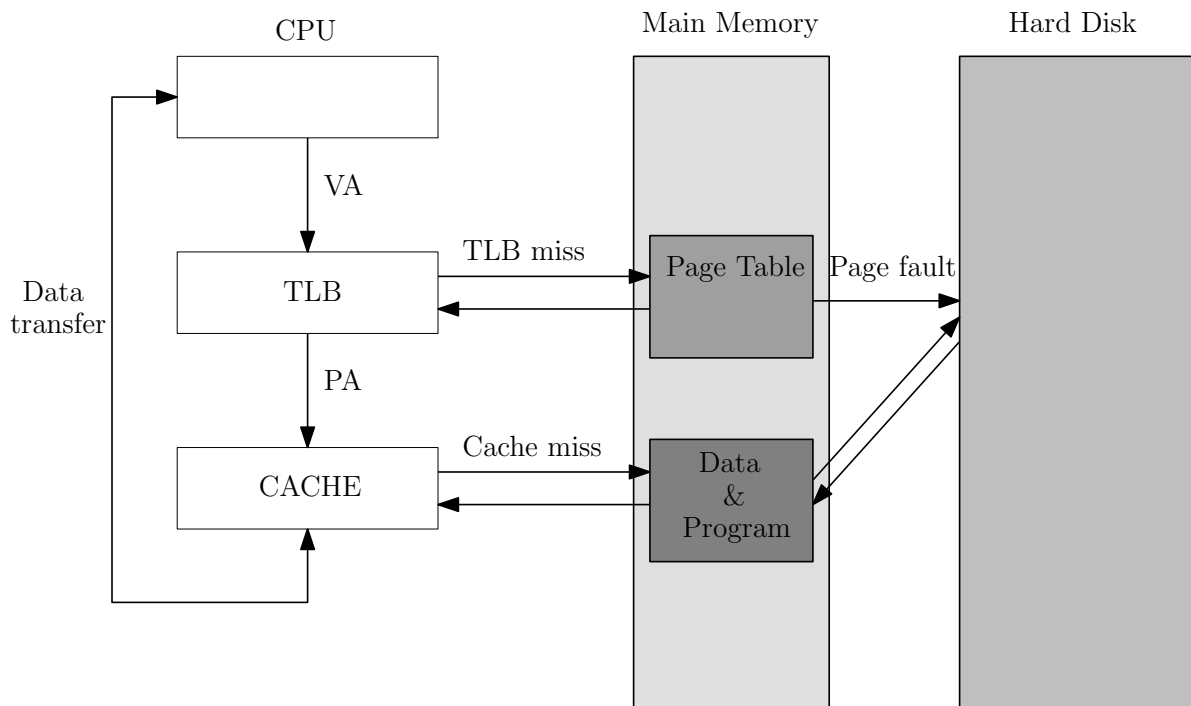 CPU
Main Memory
Hard Disk
VA
TLB miss
Page Table
Page fault
TLB
Data
transfer
PA
Cache miss
CACHE
Data
&
Program